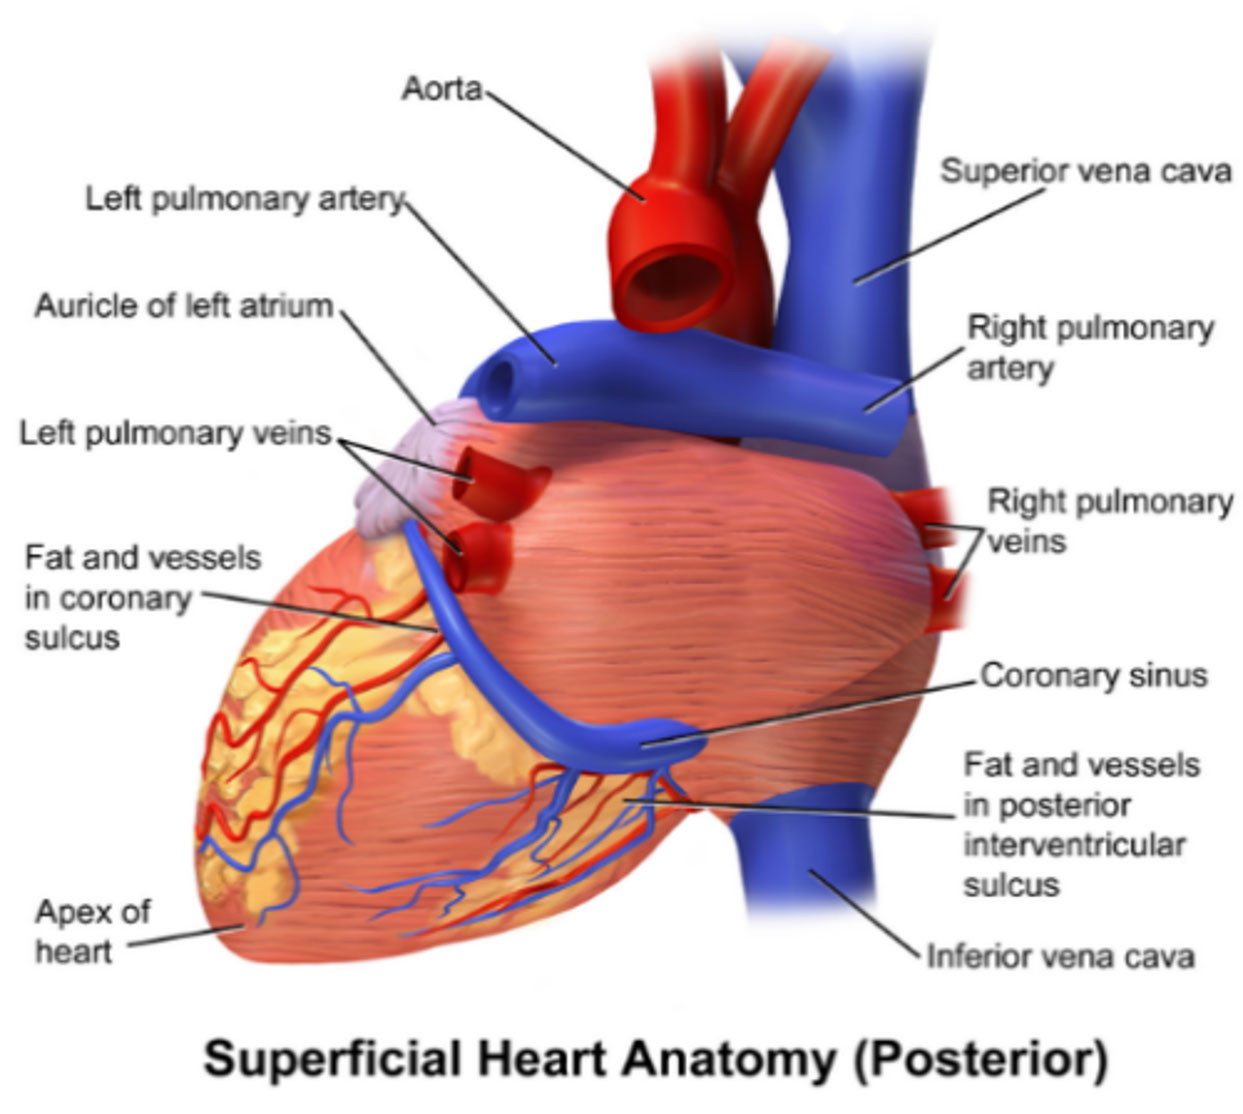 Aorta
Superior vena cava
Left pulmonary artery
Auricle of left atrium
Right pulmonary
artery
Left pulmonary veins
Right pulmonary
veins
Fat and vessels
in coronary
sulcus
Coronary sinus
Fat and vessels
in posterior
interventricular
sulcus
Apex of
heart
Inferior vena cava
Superficial Heart Anatomy (Posterior)